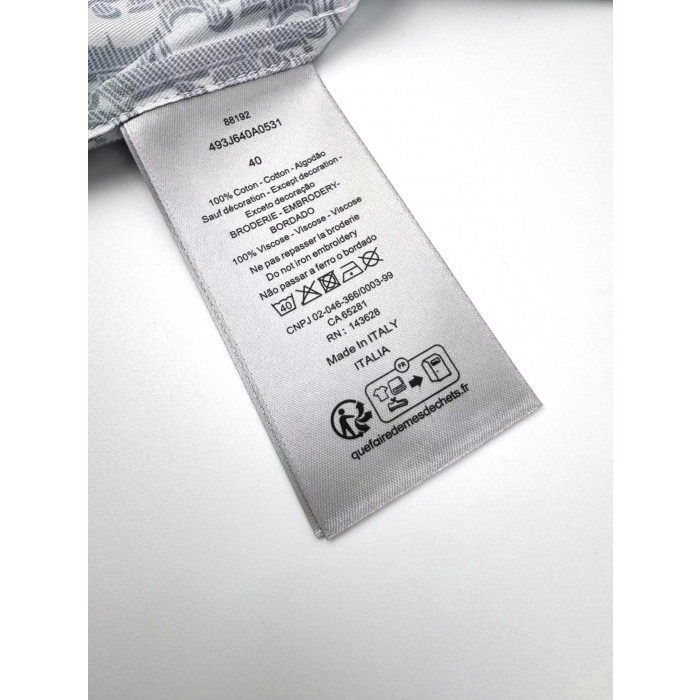 88192
493J640A0531
40
100% Coton - Cotton - Algodão
Sauf décoration - Except decoration -
Exceto decoração
BRODERIE - EMBRODERY-
BORDADO
100% Viscose - Viscose - Viscose
Ne pas repasser la broderie
Do not iron embroidery
Não passar a ferro o bordado
40
CNPJ 02-046-366/0003-99
CA 65281
RN: 143628
Made In ITALY
ITALIA
FR
quefairedemesdechets.fr